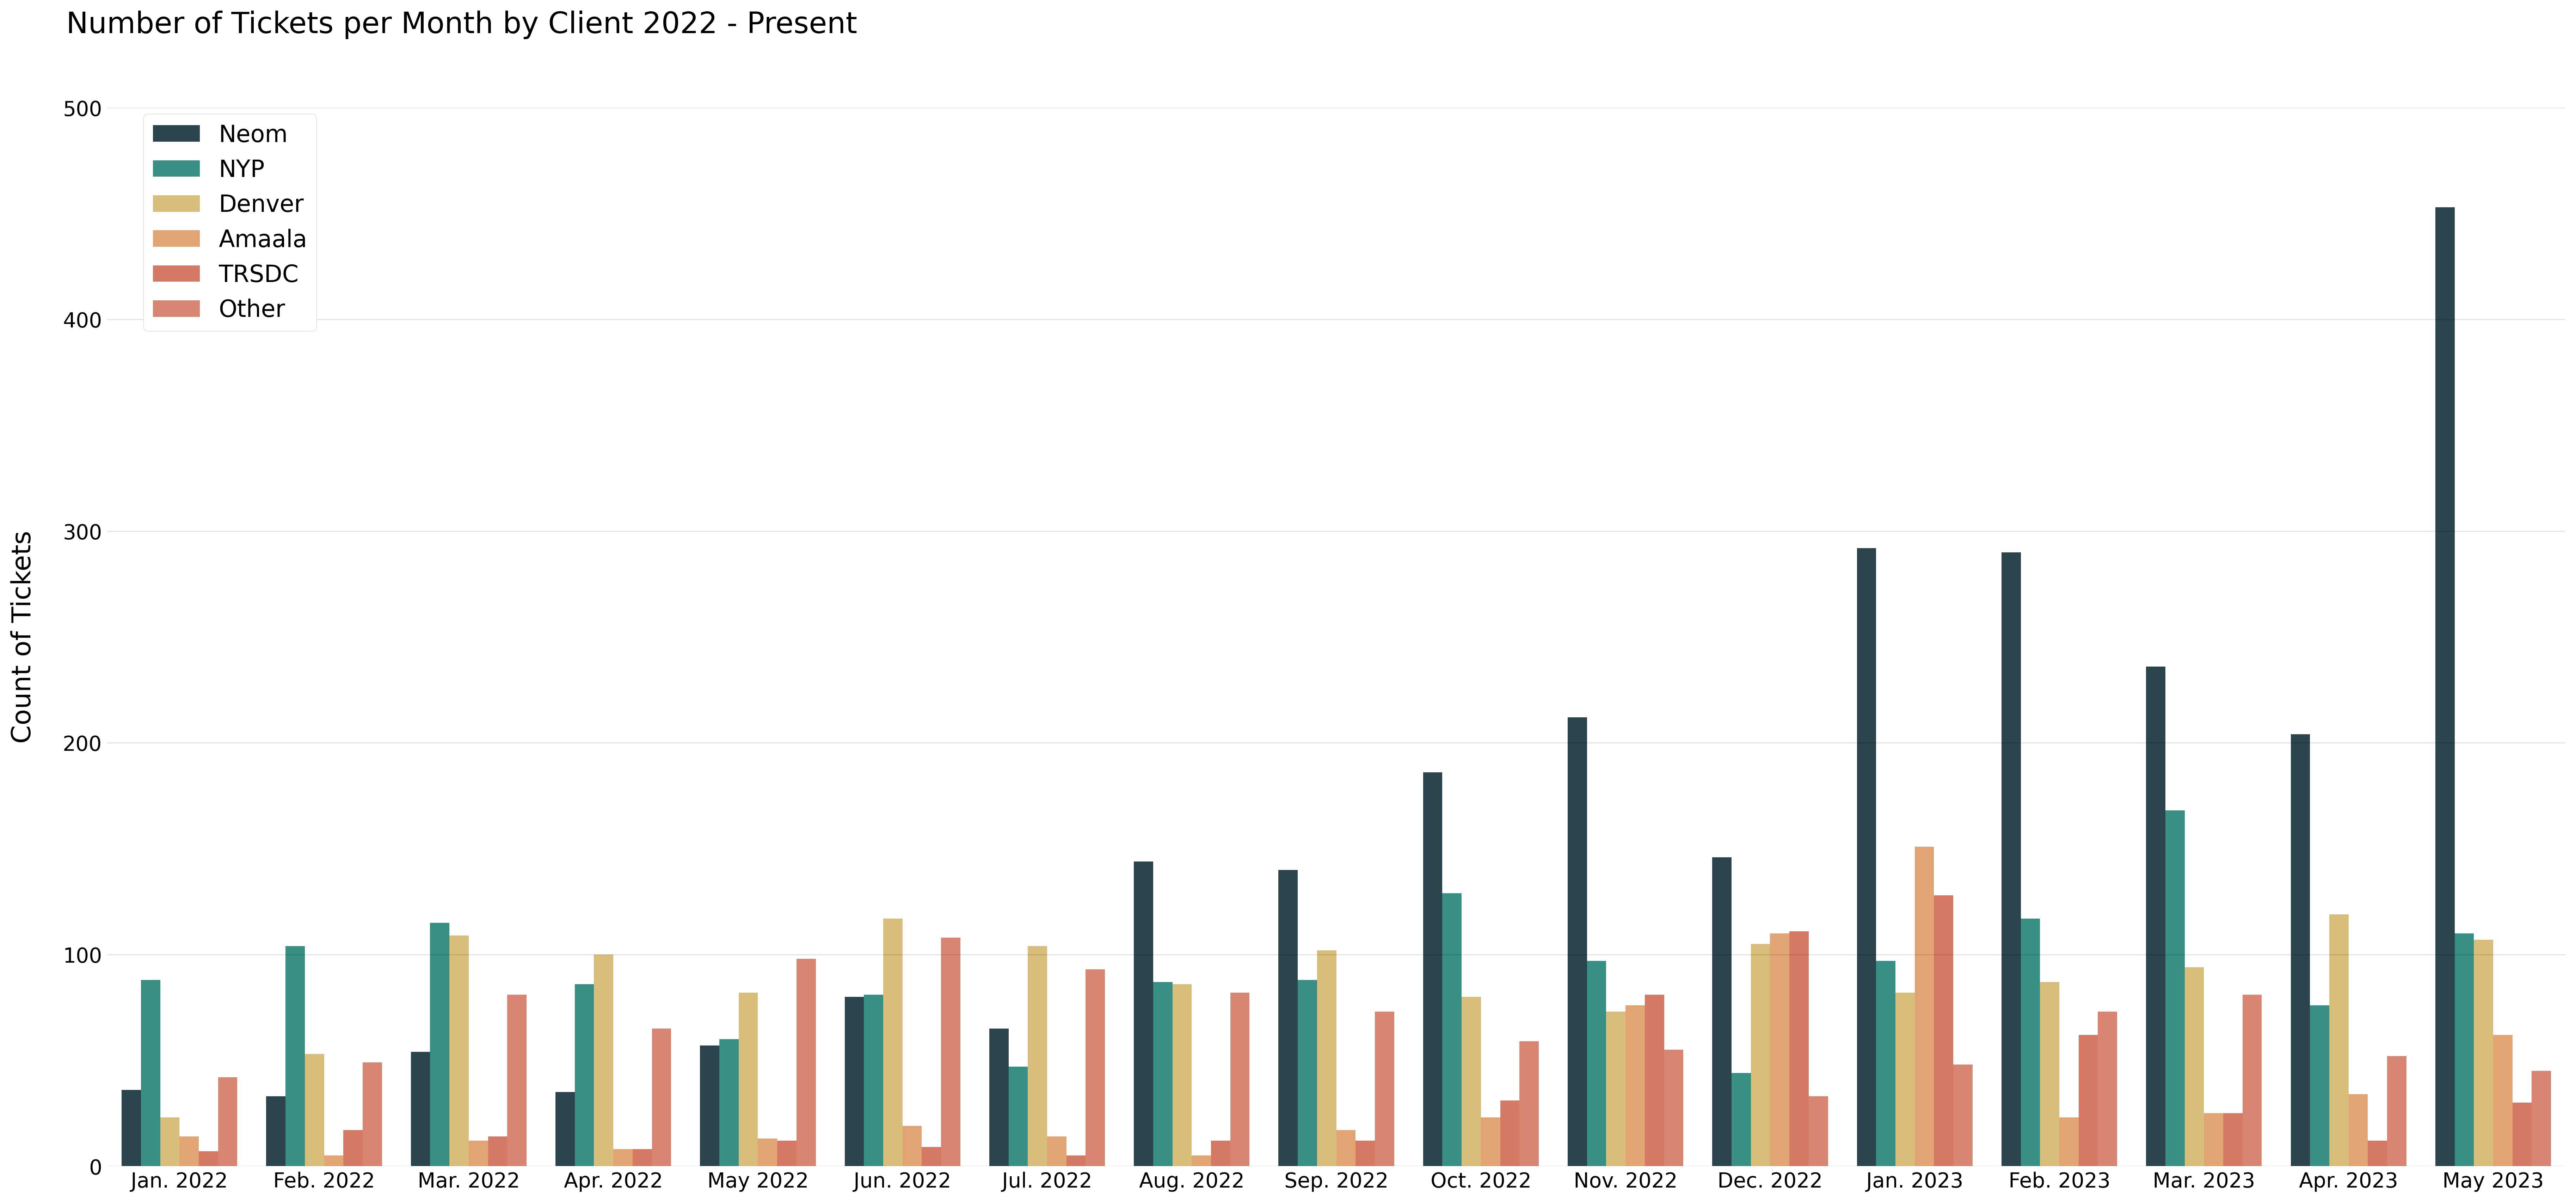 Number of Tickets per Month by Client 2022 - Present
500
400
300
200
100
0
Count of Tickets
Neom
NYP
Denver
Amaala
TRSDC
Other
Jan. 2022
Feb. 2022
Mar. 2022
Apr. 2022
May 2022
Jun. 2022
Jul. 2022
Aug. 2022
Sep. 2022
Oct. 2022
Nov. 2022
Dec. 2022
Jan. 2023
Feb. 2023
Mar. 2023
Apr. 2023
May 2023